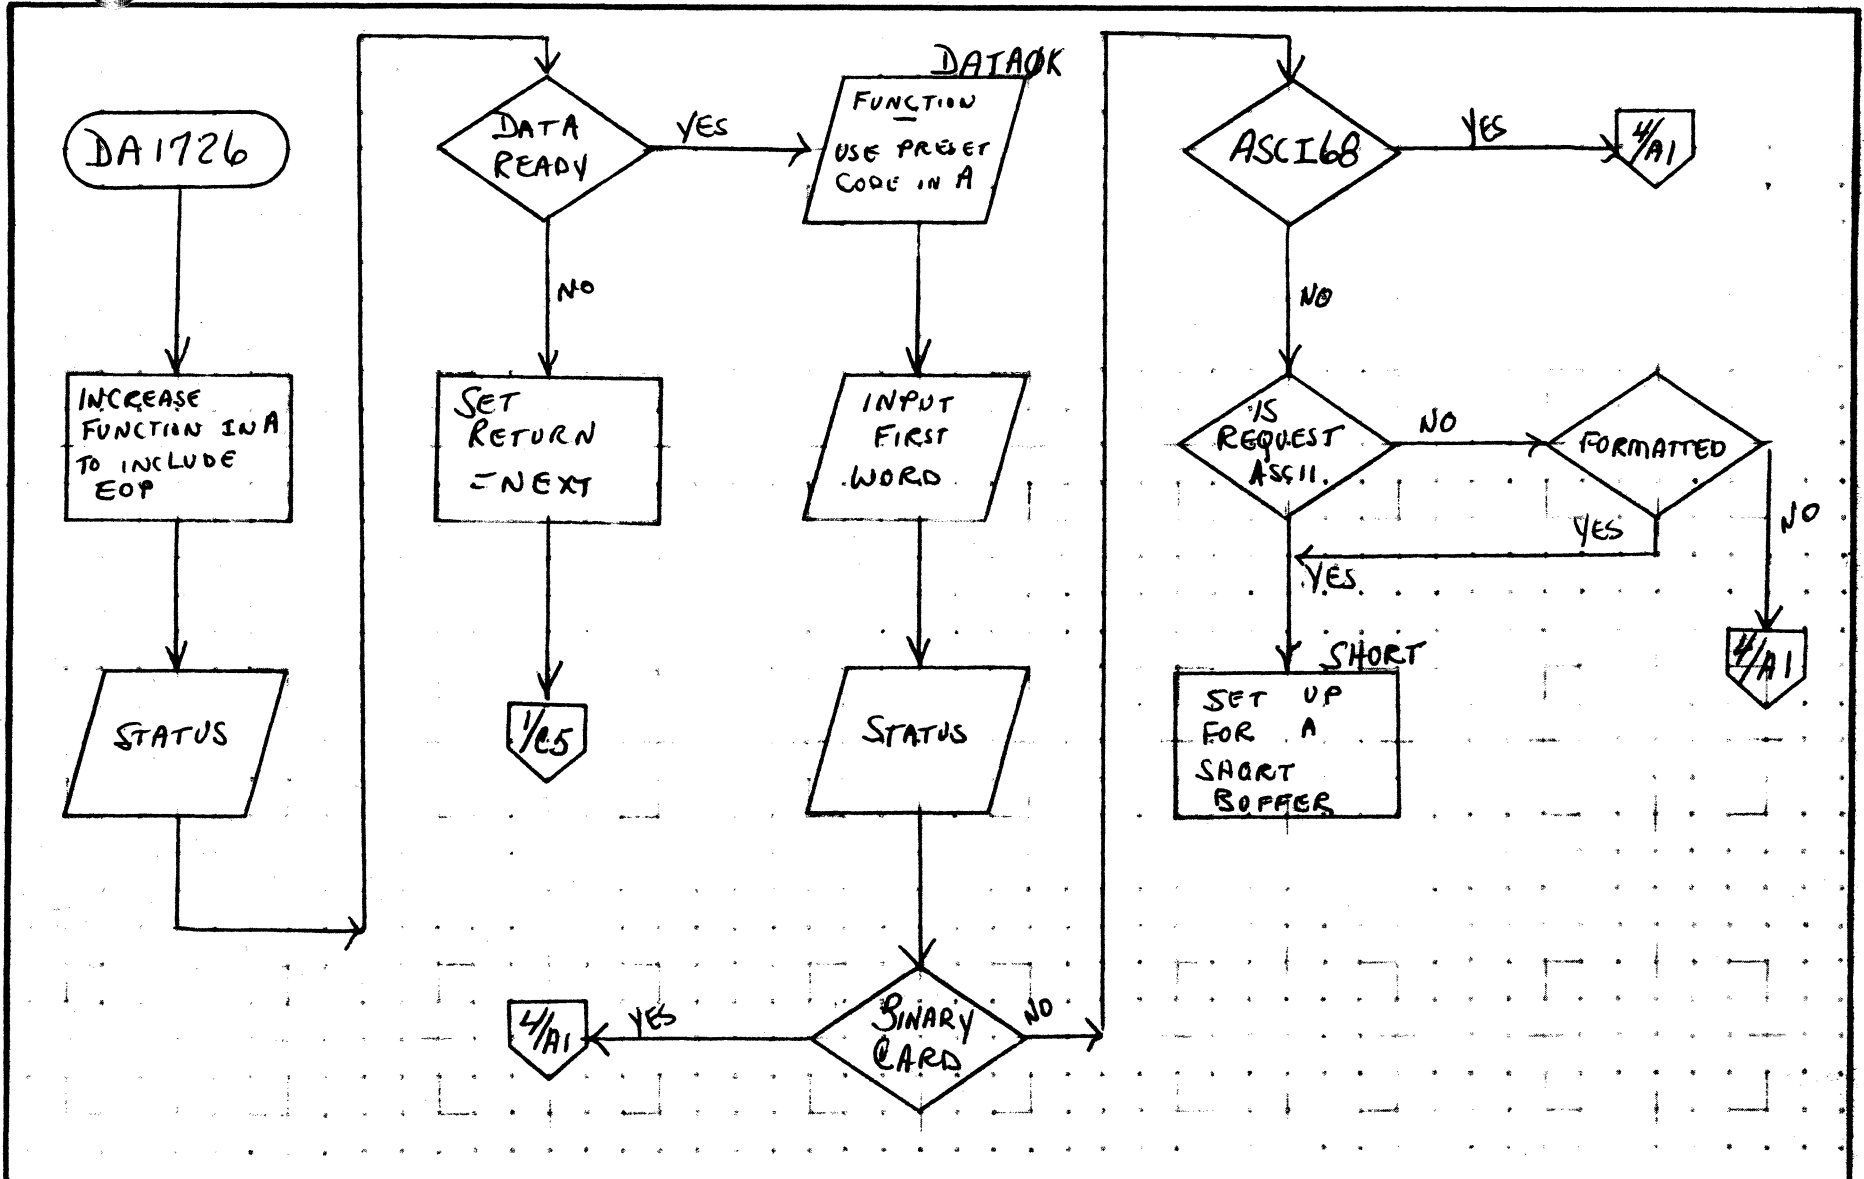 DA1726
INCREASE
FUNCTION IN A
TO INCLUDE
EOP
STATUS
DATA
READY
YES
NO
SET
RETURN
=NEXT
1/C5
DATAØK
FUNCTION
USE PRESET
CODE IN A
INPUT
FIRST
WORD
STATUS
BINARY
CARD
YES
4/A1
NO
ASCI68
YES
4/A1
NO
IS
REQUEST
ASCII
NO
FORMATTED
YES
NO
YES
4/A1
SHORT
SET UP
FOR A
SHORT
BUFFER